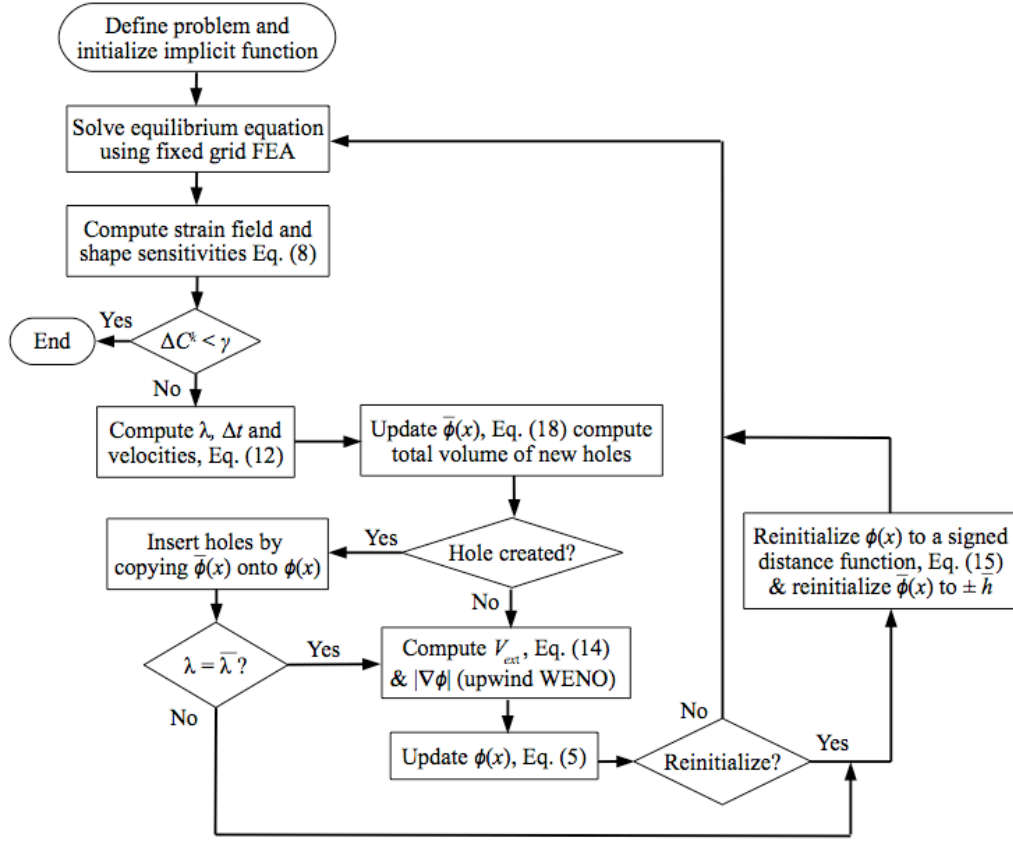 Define problem and
initialize implicit function
Solve equilibrium equation
using fixed grid FEA
Compute strain field and
shape sensitivities Eq. (8)
Yes
End
ΔCᵏ < γ
No
Compute λ, Δt and
velocities, Eq. (12)
Update ϕ̄(x), Eq. (18) compute
total volume of new holes
Insert holes by
copying ϕ̄(x) onto ϕ(x)
Yes
Hole created?
No
Reinitialize ϕ(x) to a signed
distance function, Eq. (15)
& reinitialize ϕ̄(x) to ± h̄
λ = λ̄ ?
Yes
No
Compute V_ext, Eq. (14)
& |∇ϕ| (upwind WENO)
Update ϕ(x), Eq. (5)
No
Reinitialize?
Yes